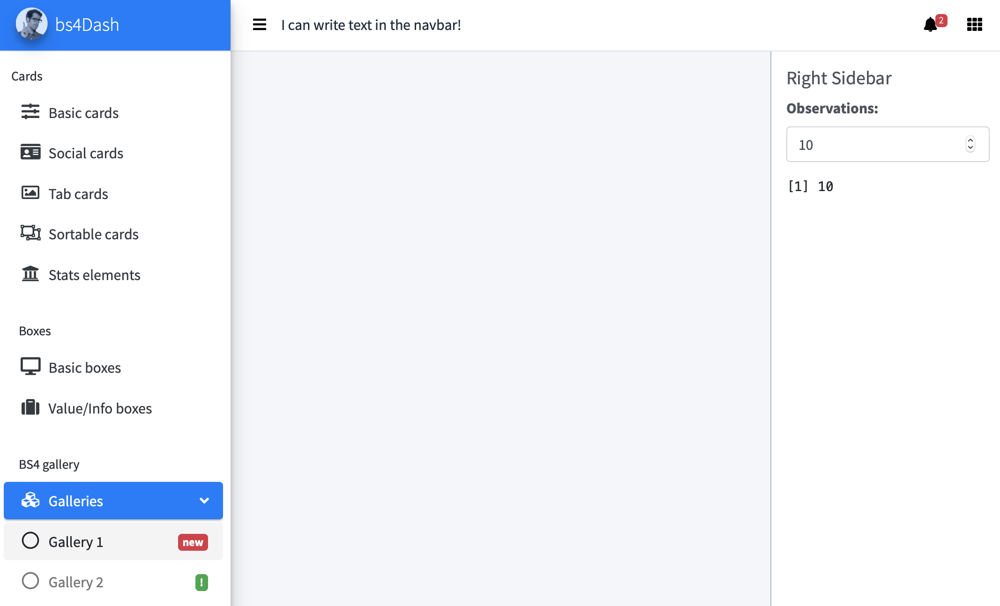 bs4Dash
I can write text in the navbar!
2
Cards
Basic cards
Social cards
Tab cards
Sortable cards
Stats elements
Boxes
Basic boxes
Value/Info boxes
BS4 gallery
Galleries
Gallery 1 new
Gallery 2 !
Right Sidebar
Observations:
10
[1] 10